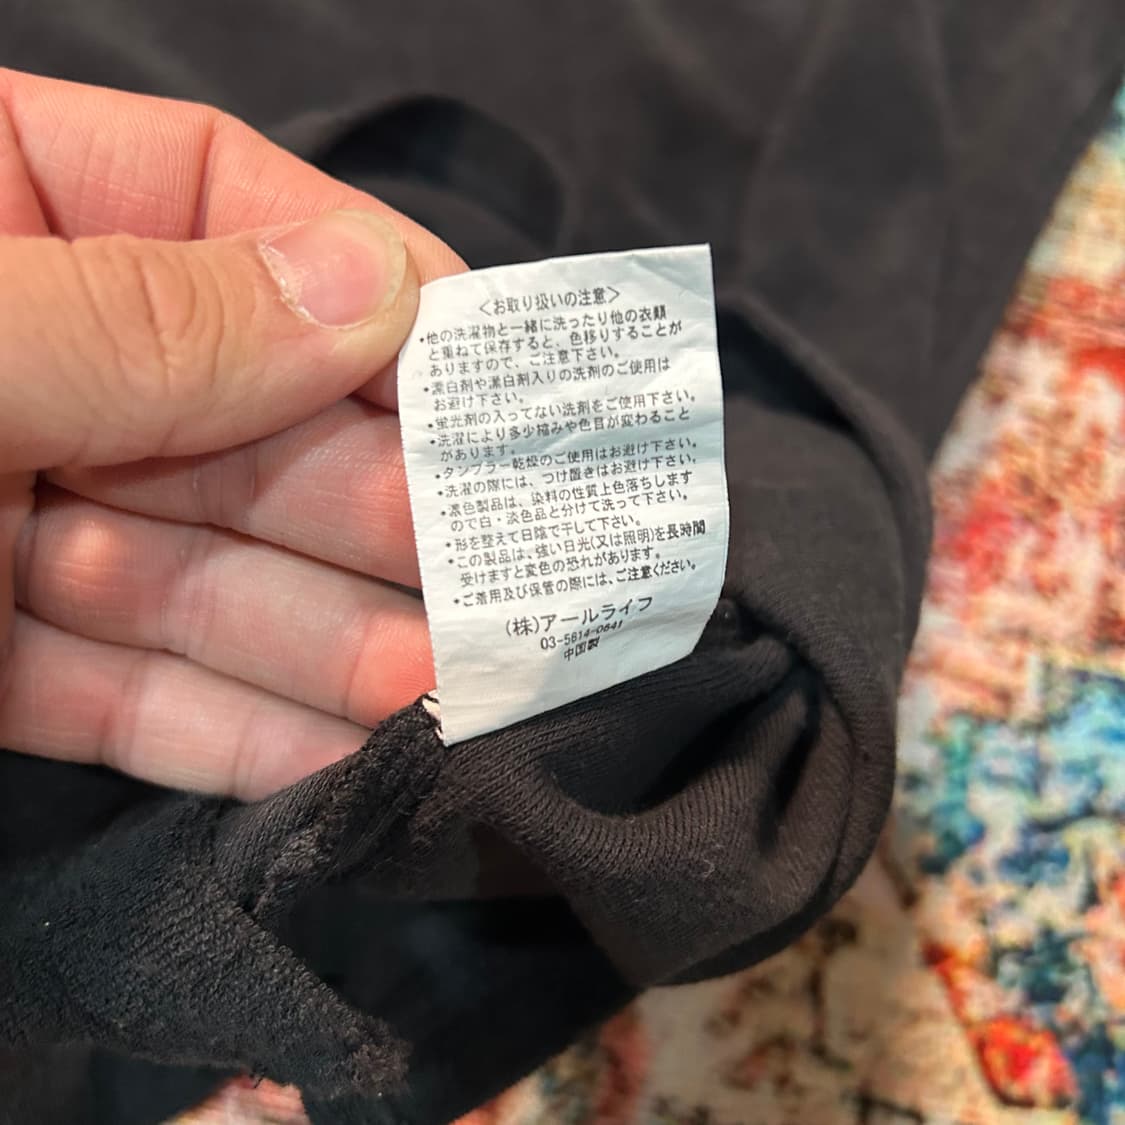 <お取り扱いの注意>
・他の洗濯物と一緒に洗ったり他の衣類
と重ねて保存すると、色移りすることが
ありますので、ご注意下さい。
・漂白剤や漂白剤入りの洗剤のご使用は
お避け下さい。
・蛍光剤の入ってない洗剤をご使用下さい。
・洗濯により多少縮みや色目が変わること
があります。
・タンブラー乾燥のご使用はお避け下さい。
・洗濯の際には、つけ置きはお避け下さい。
・濃色製品は、染料の性質上色落ちします
ので白・淡色品と分けて洗って下さい。
・形を整えて日陰で干して下さい。
・この製品は、強い日光(又は照明)を長時間
受けますと変色の恐れがあります。
・ご着用及び保管の際には、ご注意ください。
(株)アールライフ
03-5614-0641
中国製